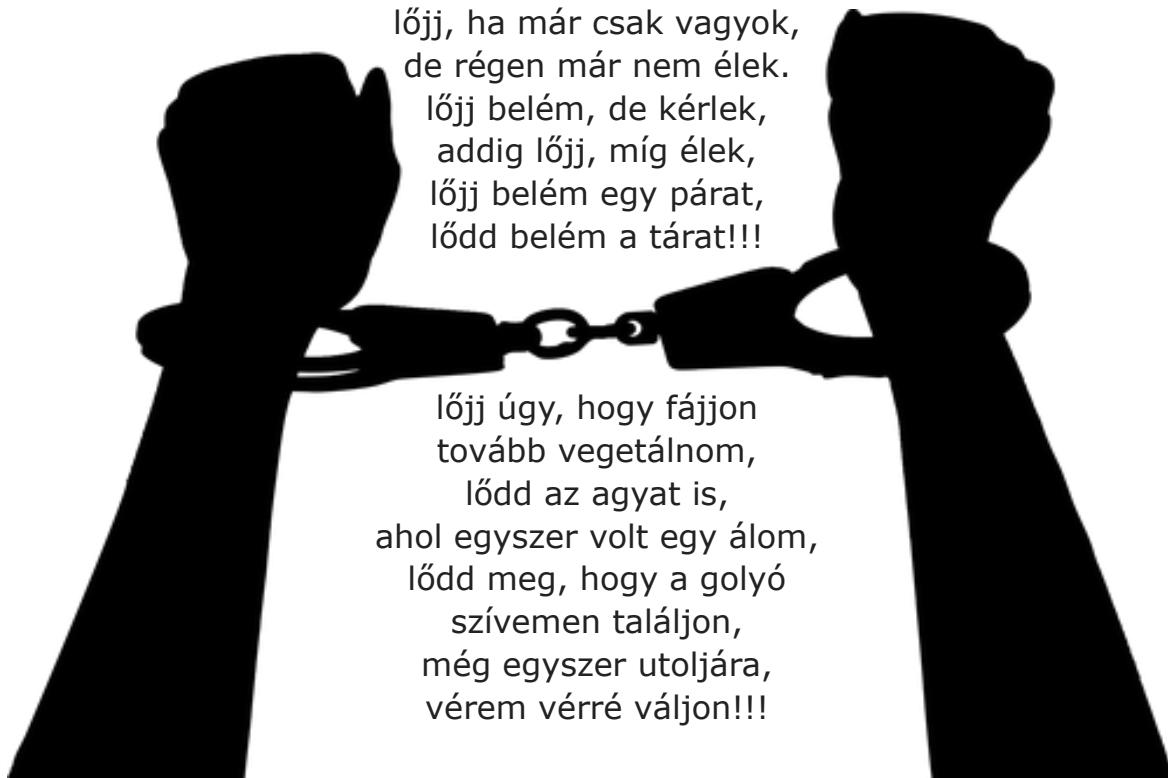 lőjj, ha már csak vagyok,
de régen már nem élek.
lőjj belém, de kérlek,
addig lőjj, míg élek,
lőjj belém egy párat,
lődd belém a tárat!!!
lőjj úgy, hogy fájjon
tovább vegetálnom,
lődd az agyat is,
ahol egyszer volt egy álom,
lődd meg, hogy a golyó
szívemen találjon,
még egyszer utoljára,
vérem vérré váljon!!!